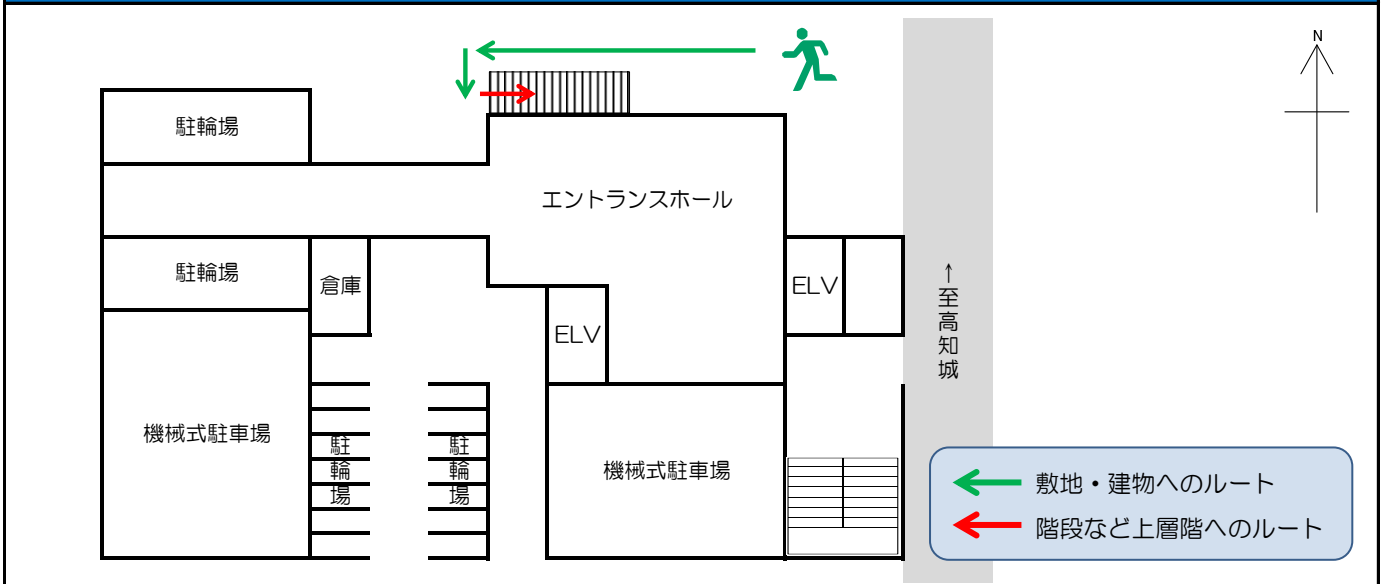 N
駐輪場
エントランスホール
駐輪場
倉庫
ELV
ELV
↑至高知城
機械式駐車場
駐輪場
駐輪場
機械式駐車場
敷地・建物へのルート
階段など上層階へのルート